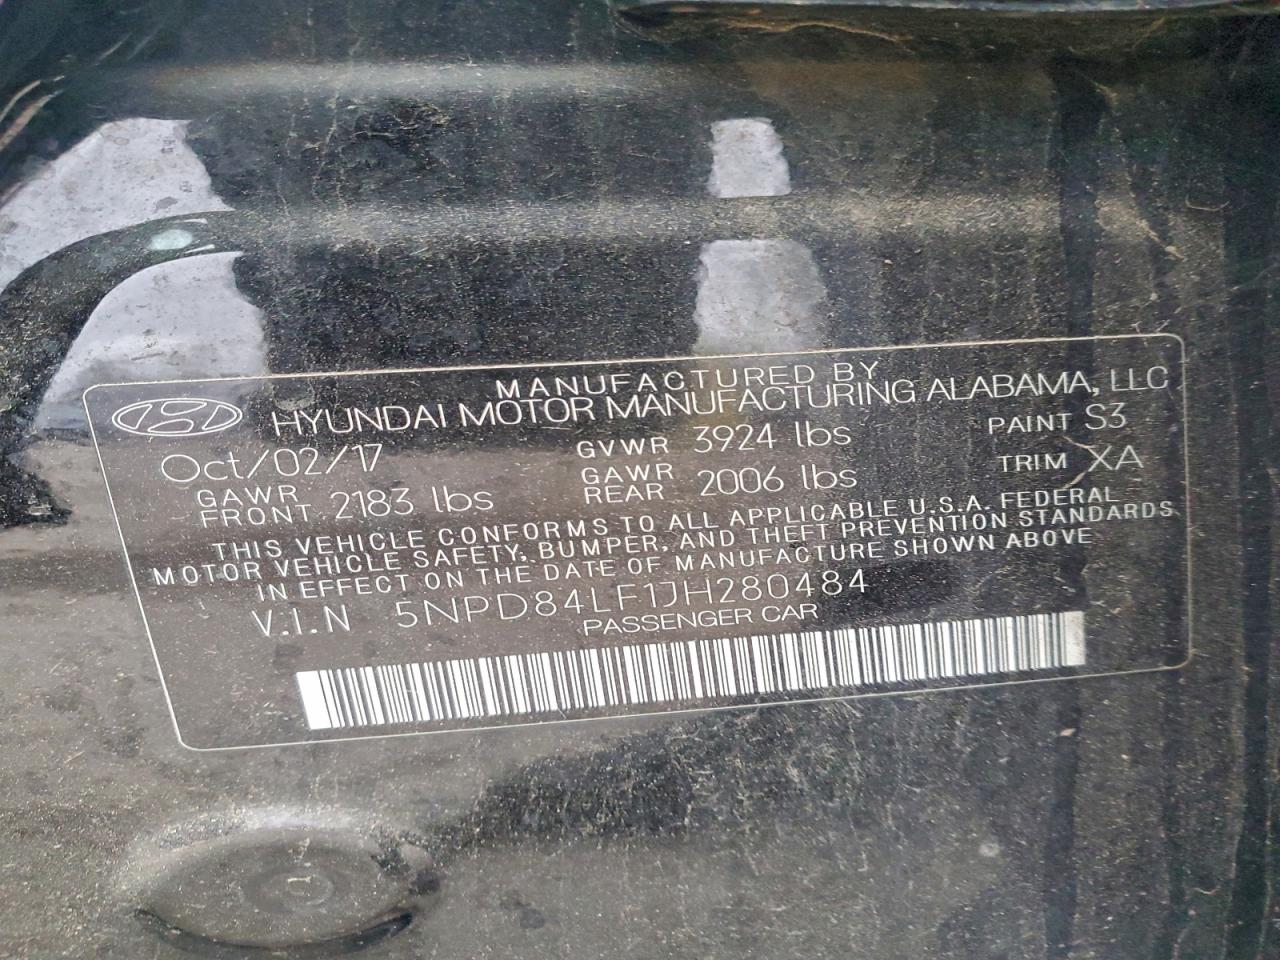 MANUFACTURED BY
HYUNDAI MOTOR MANUFACTURING ALABAMA, LLC
Oct/02/17 GVWR 3924 lbs PAINT S3
GAWR FRONT 2183 lbs GAWR REAR 2006 lbs TRIM XA
THIS VEHICLE CONFORMS TO ALL APPLICABLE U.S.A. FEDERAL
MOTOR VEHICLE SAFETY, BUMPER, AND THEFT PREVENTION STANDARDS
IN EFFECT ON THE DATE OF MANUFACTURE SHOWN ABOVE
V.I.N 5NPD84LF1JH280484
PASSENGER CAR